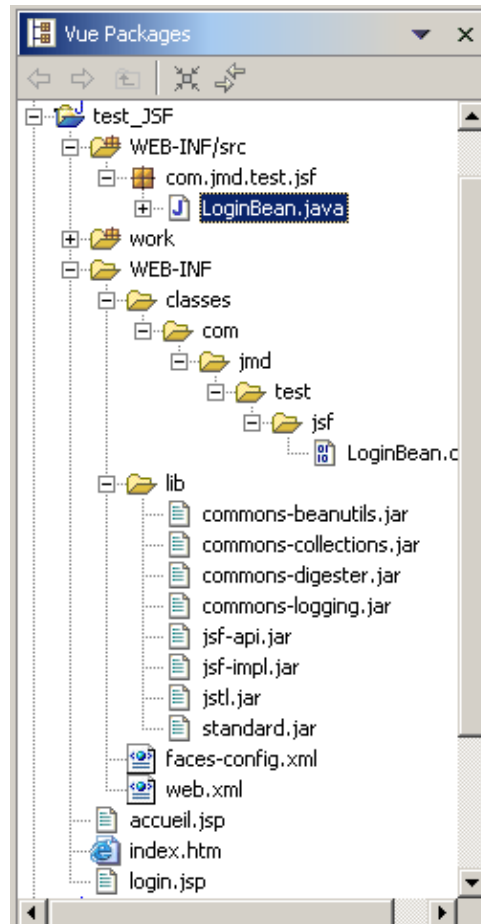 Vue Packages
test_JSF
WEB-INF/src
com.jmd.test.jsf
LoginBean.java
work
WEB-INF
classes
com
jmd
test
jsf
LoginBean.c
lib
commons-beanutils.jar
commons-collections.jar
commons-digester.jar
commons-logging.jar
jsf-api.jar
jsf-impl.jar
jstl.jar
standard.jar
faces-config.xml
web.xml
accueil.jsp
index.htm
login.jsp